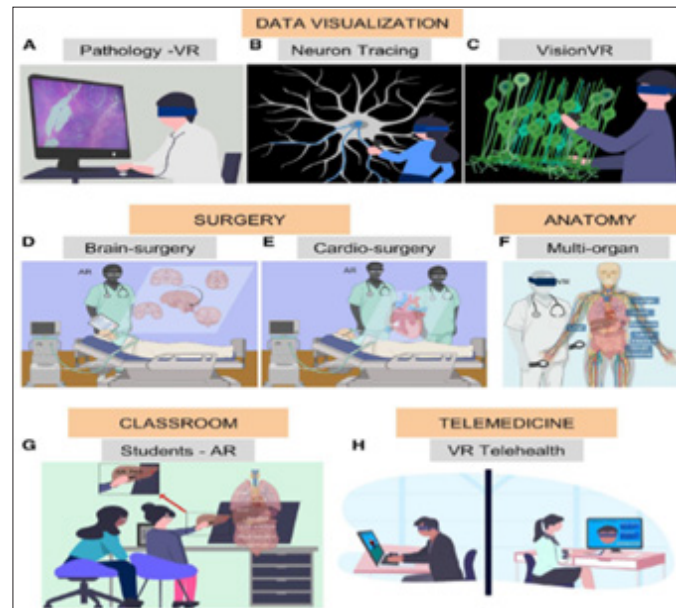 DATA VISUALIZATION
A Pathology -VR
B Neuron Tracing
C VisionVR
SURGERY
ANATOMY
D Brain-surgery
E Cardio-surgery
F Multi-organ
AR
AR
VR
CLASSROOM
TELEMEDICINE
G Students - AR
H VR Telehealth